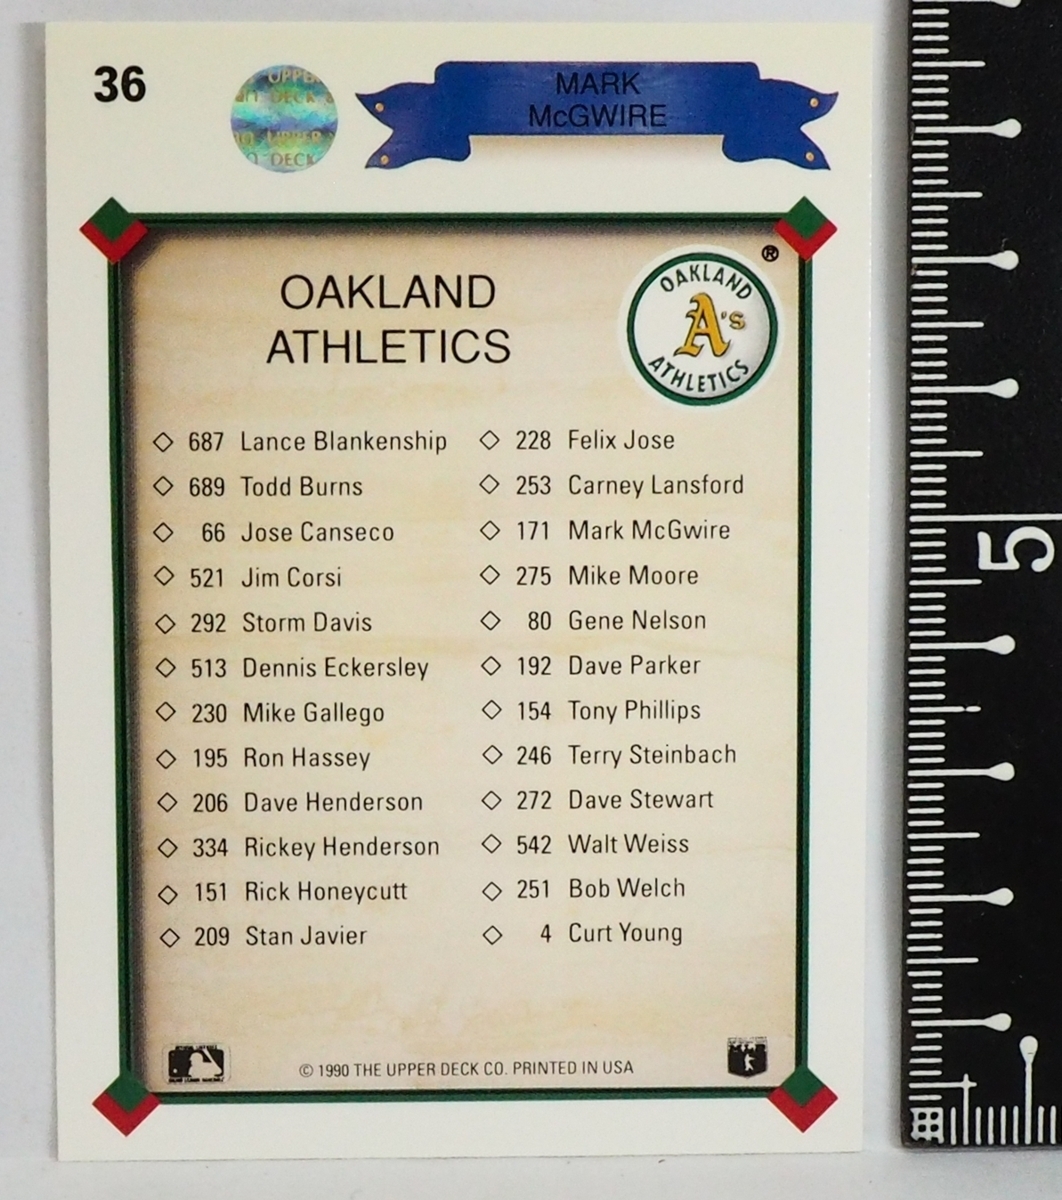 36
UPPER
DECK
UPPER
DECK
MARK
McGWIRE
OAKLAND
ATHLETICS
OAKLAND
A's
ATHLETICS
®
◇ 687 Lance Blankenship
◇ 689 Todd Burns
◇ 66 Jose Canseco
◇ 521 Jim Corsi
◇ 292 Storm Davis
◇ 513 Dennis Eckersley
◇ 230 Mike Gallego
◇ 195 Ron Hassey
◇ 206 Dave Henderson
◇ 334 Rickey Henderson
◇ 151 Rick Honeycutt
◇ 209 Stan Javier
◇ 228 Felix Jose
◇ 253 Carney Lansford
◇ 171 Mark McGwire
◇ 275 Mike Moore
◇ 80 Gene Nelson
◇ 192 Dave Parker
◇ 154 Tony Phillips
◇ 246 Terry Steinbach
◇ 272 Dave Stewart
◇ 542 Walt Weiss
◇ 251 Bob Welch
◇ 4 Curt Young
© 1990 THE UPPER DECK CO. PRINTED IN USA
5